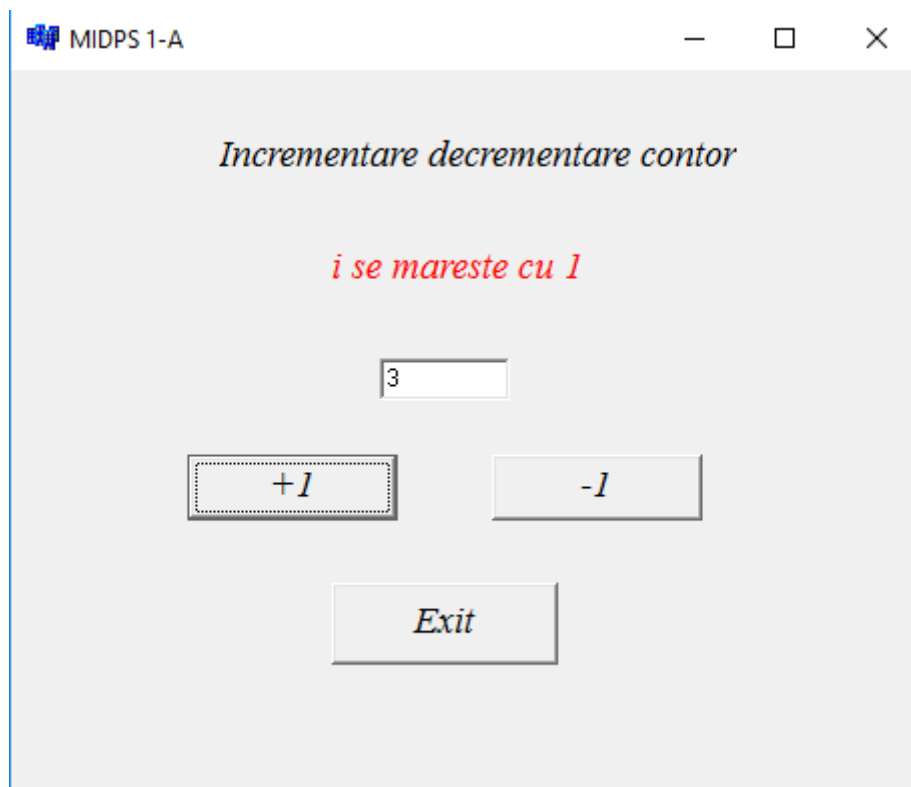 MIDPS 1-A
Incrementare decrementare contor
i se mareste cu 1
3
+1 -1
Exit